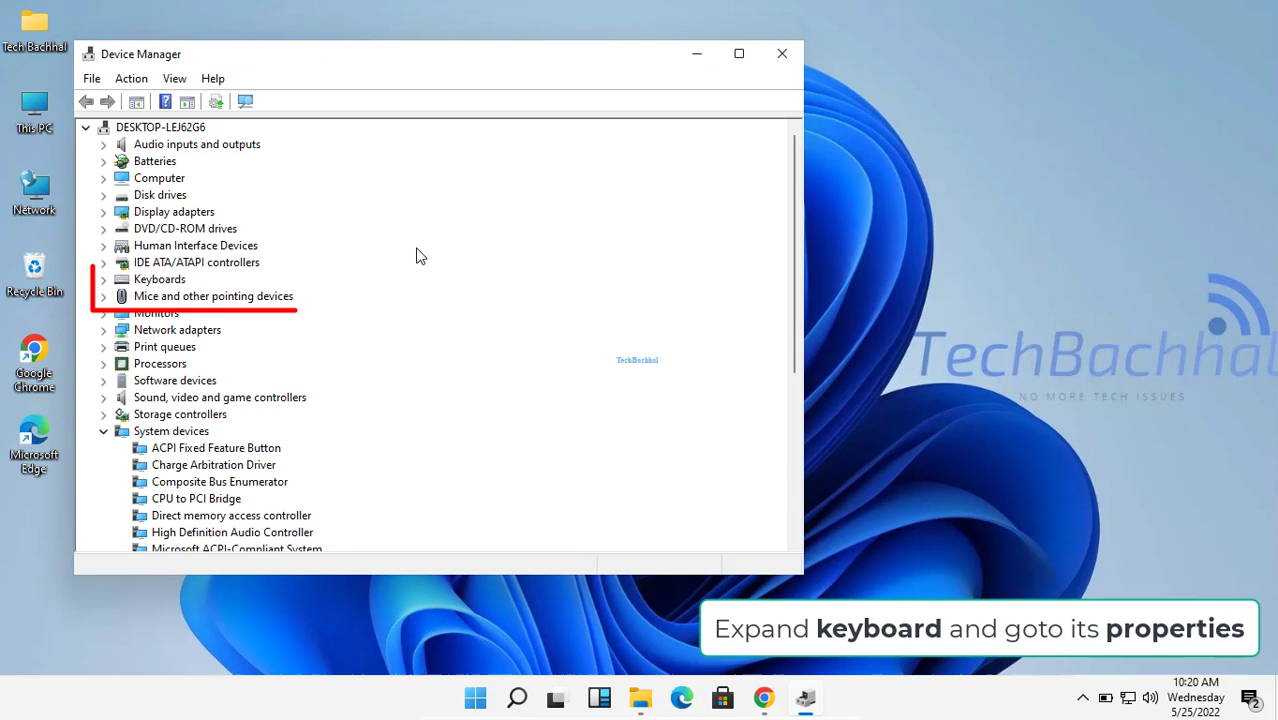 Tech Bachhal
This PC
Network
Recycle Bin
Google
Chrome
Microsoft
Edge
Device Manager
File Action View Help
DESKTOP-LEJ62G6
Audio inputs and outputs
Batteries
Computer
Disk drives
Display adapters
DVD/CD-ROM drives
Human Interface Devices
IDE ATA/ATAPI controllers
Keyboards
Mice and other pointing devices
Monitors
Network adapters
Print queues
Processors
Software devices
Sound, video and game controllers
Storage controllers
System devices
ACPI Fixed Feature Button
Charge Arbitration Driver
Composite Bus Enumerator
CPU to PCI Bridge
Direct memory access controller
High Definition Audio Controller
Microsoft ACPI-Compliant System
TechBachhal
TechBachhal
NO MORE TECH ISSUES
Expand keyboard and goto its properties
10:20 AM
Wednesday
5/25/2022
2